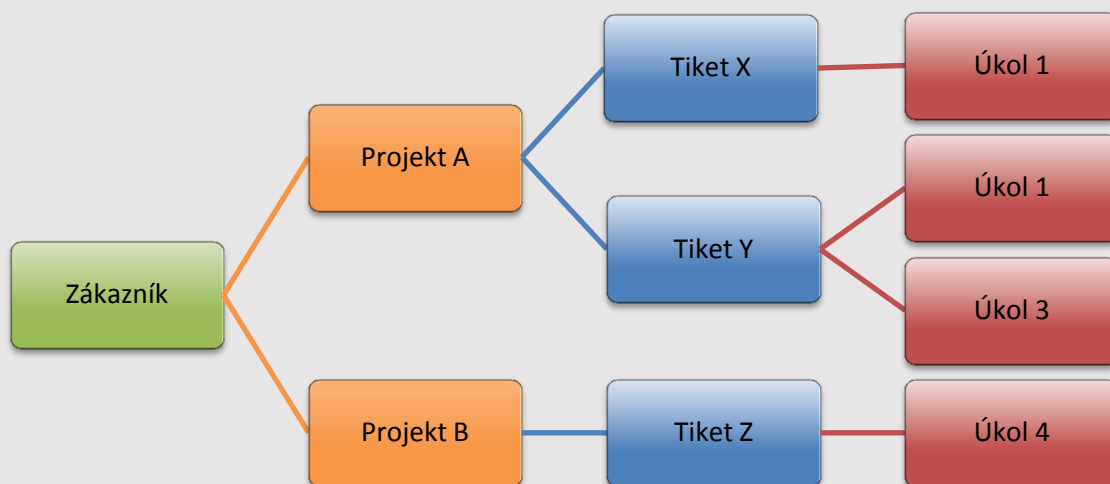 Zákazník
Projekt A
Tiket X
Úkol 1
Tiket Y
Úkol 1
Úkol 3
Projekt B
Tiket Z
Úkol 4